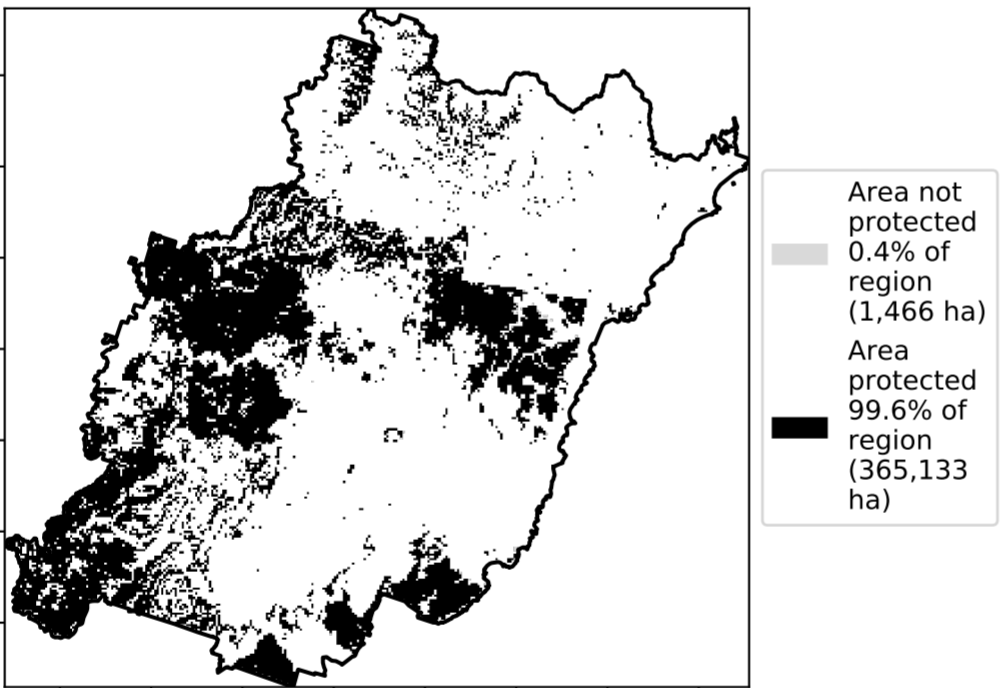 Area not
protected
0.4% of
region
(1,466 ha)
Area
protected
99.6% of
region
(365,133
ha)